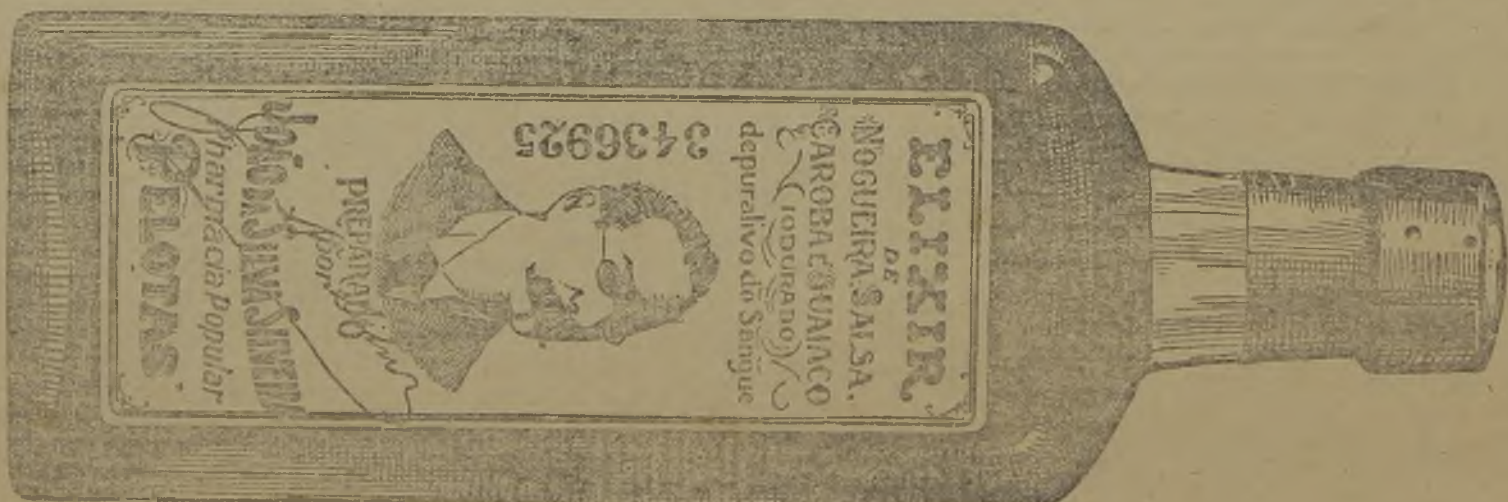 ELIXIR
DE
NOGUEIRA, SALSA,
CAROBA E GUAIACO
(IODURADO)
depurativo do Sangue
3436925
PREPARADO
por
JOÃO DA SILVA SILVEIRA
Pharmacia Popular
PELOTAS